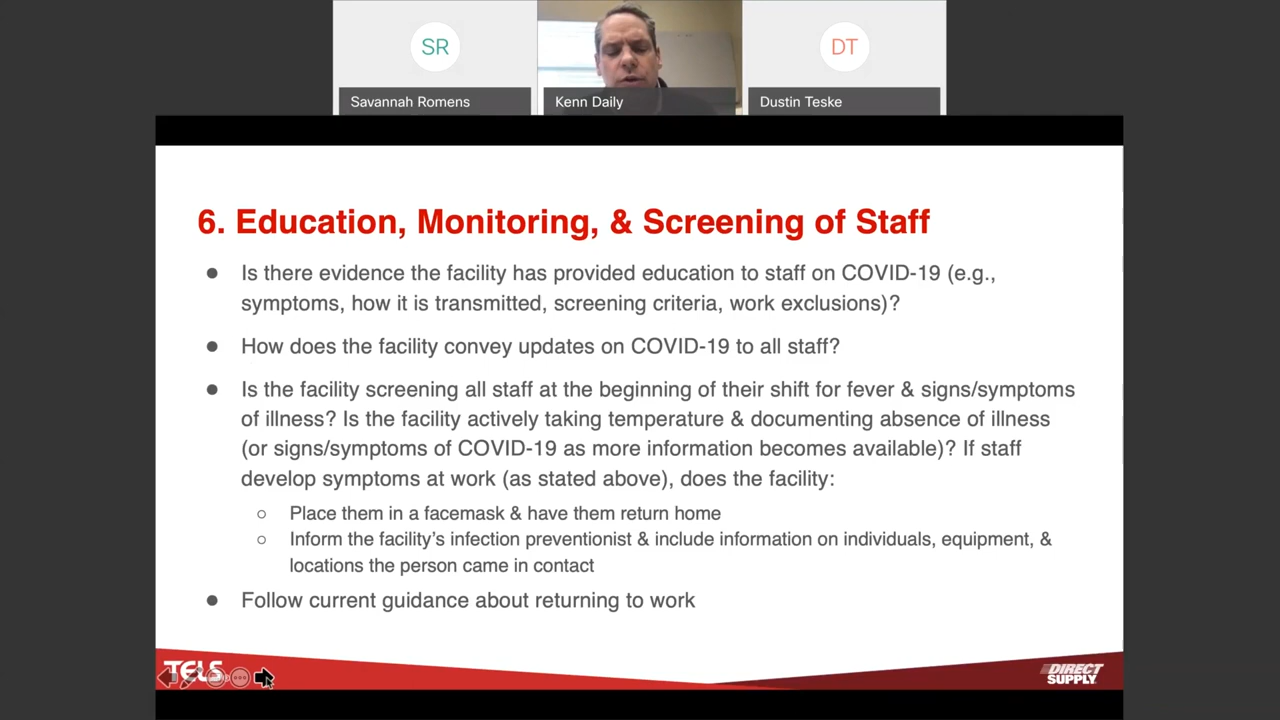 SR
DT
Savannah Romens
Kenn Daily
Dustin Teske
6. Education, Monitoring, & Screening of Staff
● Is there evidence the facility has provided education to staff on COVID-19 (e.g.,
symptoms, how it is transmitted, screening criteria, work exclusions)?
● How does the facility convey updates on COVID-19 to all staff?
● Is the facility screening all staff at the beginning of their shift for fever & signs/symptoms
of illness? Is the facility actively taking temperature & documenting absence of illness
(or signs/symptoms of COVID-19 as more information becomes available)? If staff
develop symptoms at work (as stated above), does the facility:
○ Place them in a facemask & have them return home
○ Inform the facility’s infection preventionist & include information on individuals, equipment, &
locations the person came in contact
● Follow current guidance about returning to work
TELS
DIRECT
SUPPLY